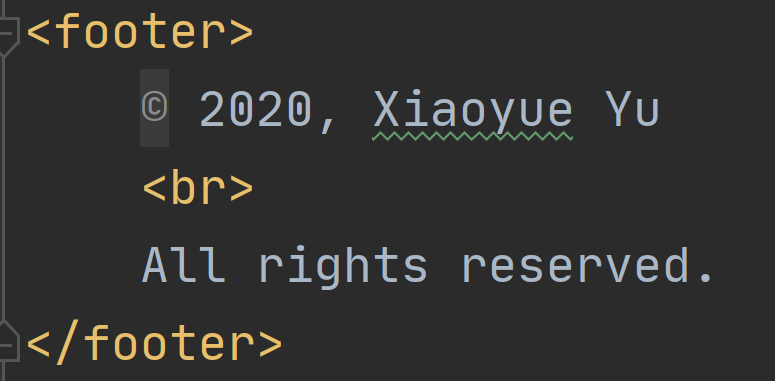 <footer>
© 2020, Xiaoyue Yu
<br>
All rights reserved.
</footer>